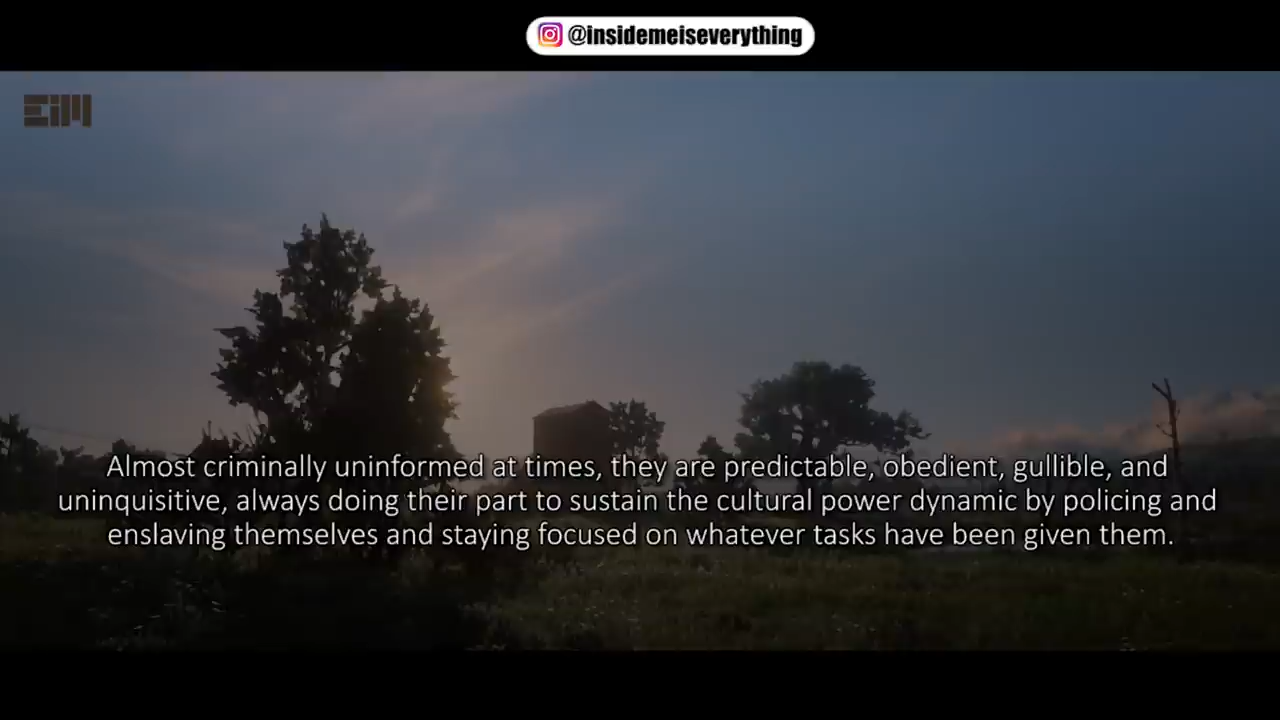 @insidemeiseverything
EiM
Almost criminally uninformed at times, they are predictable, obedient, gullible, and
uninquisitive, always doing their part to sustain the cultural power dynamic by policing and
enslaving themselves and staying focused on whatever tasks have been given them.